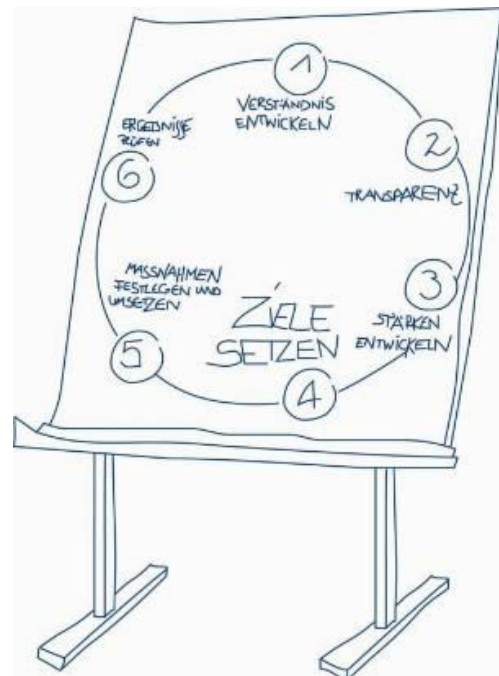 1
VERSTÄNDNIS
ENTWICKELN
2
TRANSPARENZ
3
STÄRKEN
ENTWICKELN
4
ZIELE
SETZEN
5
MASSNAHMEN
FESTLEGEN UND
UMSETZEN
6
ERGEBNISSE
PRÜFEN